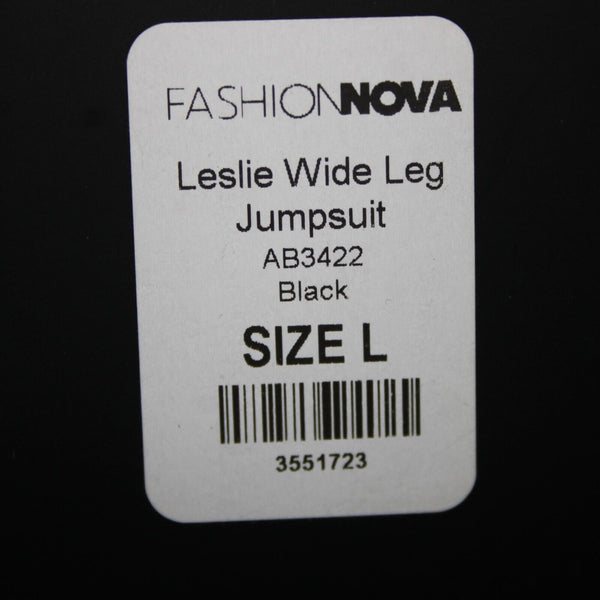 FASHIONNOVA
Leslie Wide Leg
Jumpsuit
AB3422
Black
SIZE L
3551723